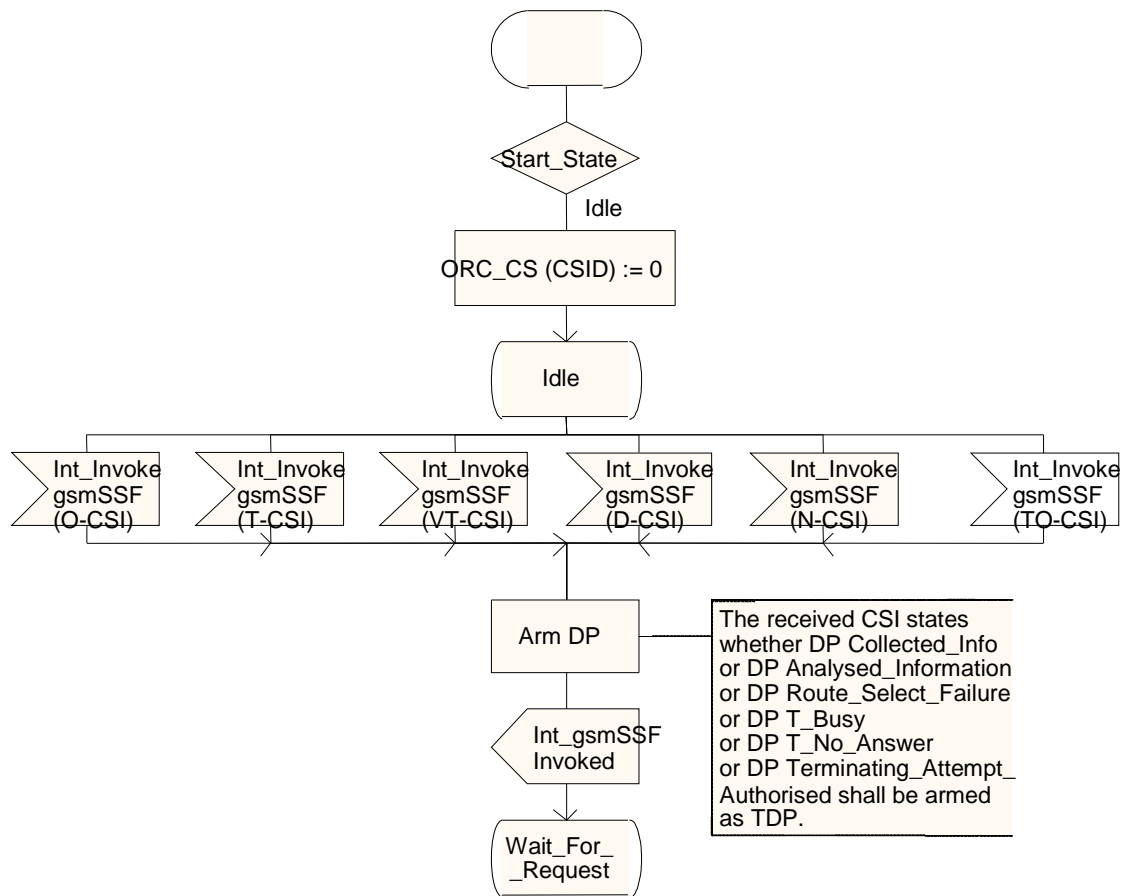 Start_State
Idle
ORC_CS (CSID) := 0
Idle
Int_Invoke
gsmSSF
(O-CSI)
Int_Invoke
gsmSSF
(T-CSI)
Int_Invoke
gsmSSF
(VT-CSI)
Int_Invoke
gsmSSF
(D-CSI)
Int_Invoke
gsmSSF
(N-CSI)
Int_Invoke
gsmSSF
(TO-CSI)
Arm DP
The received CSI states
whether DP Collected_Info
or DP Analysed_Information
or DP Route_Select_Failure
or DP T_Busy
or DP T_No_Answer
or DP Terminating_Attempt_
Authorised shall be armed
as TDP.
Int_gsmSSF
Invoked
Wait_For_
_Request